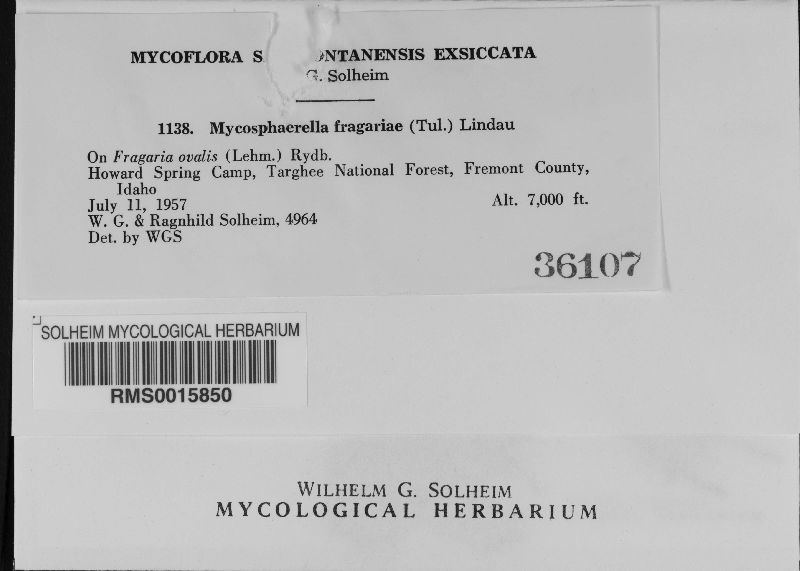 MYCOFLORA S ONTANENSIS EXSICCATA
G. Solheim
1138. Mycosphaerella fragariae (Tul.) Lindau
On Fragaria ovalis (Lehm.) Rydb.
Howard Spring Camp, Targhee National Forest, Fremont County,
Idaho
July 11, 1957 Alt. 7,000 ft.
W. G. & Ragnhild Solheim, 4964
Det. by WGS
36107
SOLHEIM MYCOLOGICAL HERBARIUM
RMS0015850
WILHELM G. SOLHEIM
MYCOLOGICAL HERBARIUM